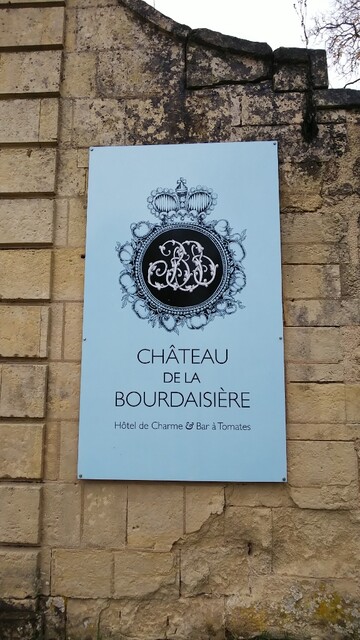 CHÂTEAU
DE LA
BOURDAISIÈRE
Hôtel de Charme & Bar à Tomates